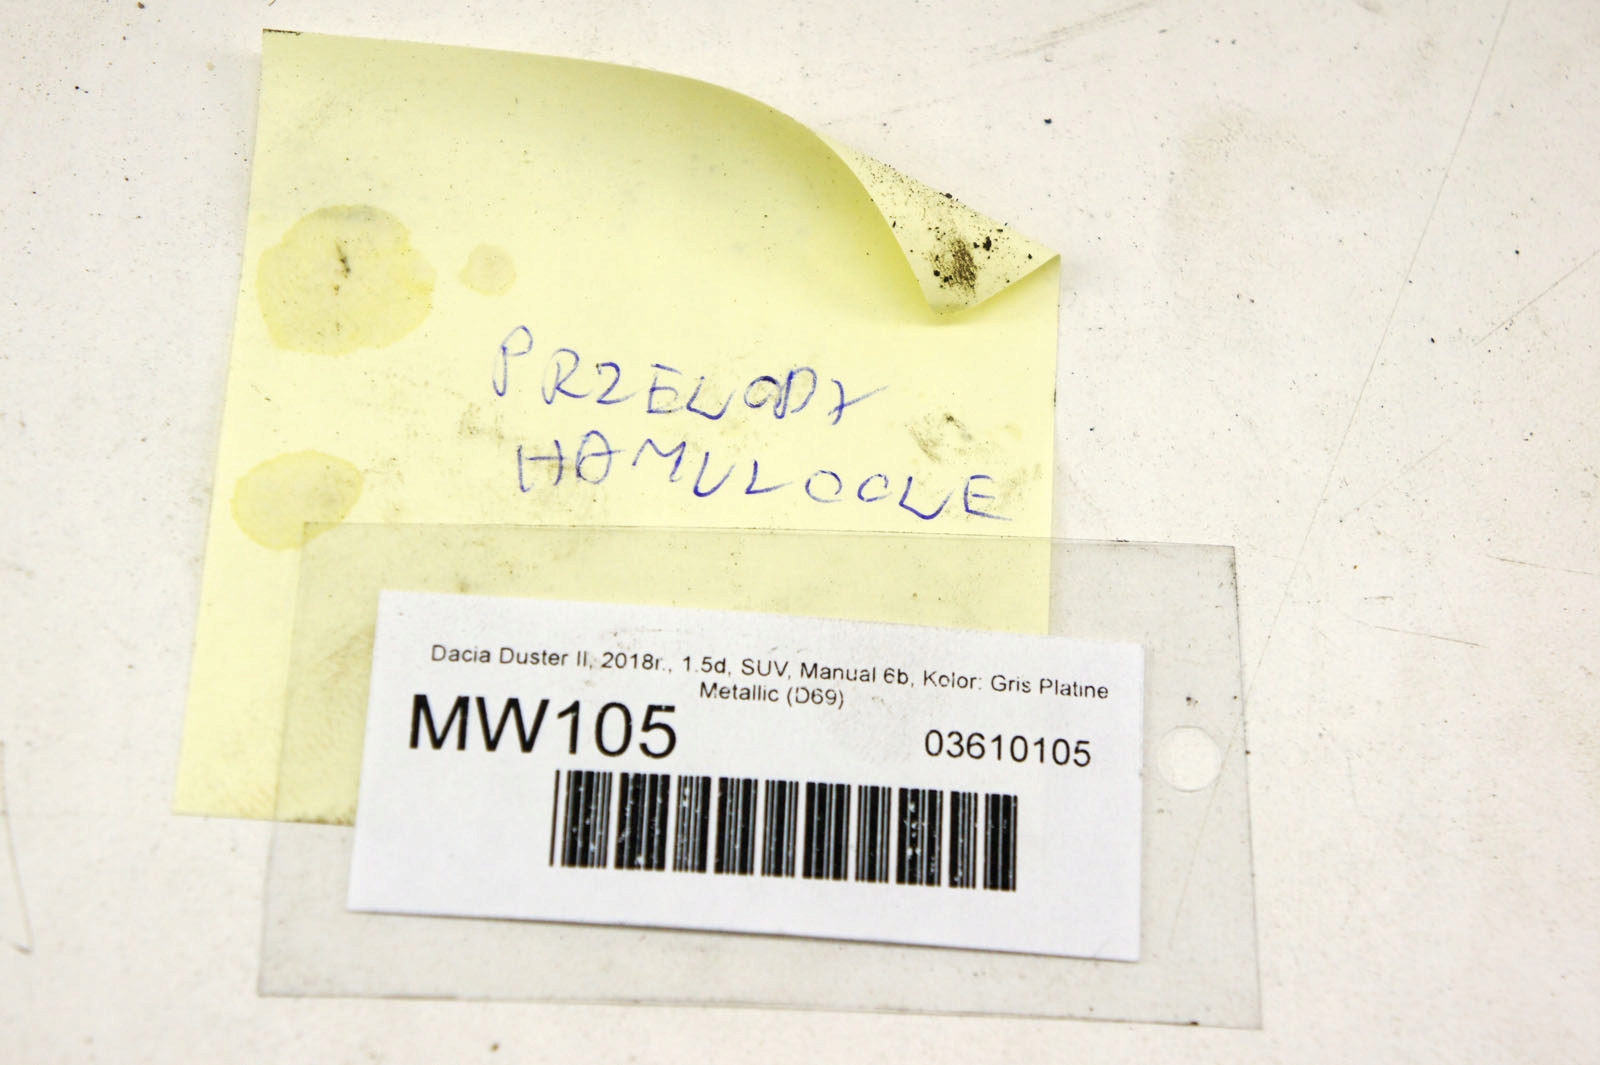 PRZEWODY
HAMULCOWE
Dacia Duster II, 2018r., 1.5d, SUV, Manual 6b, Kolor: Gris Platine
Metallic (D69)
MW105
03610105